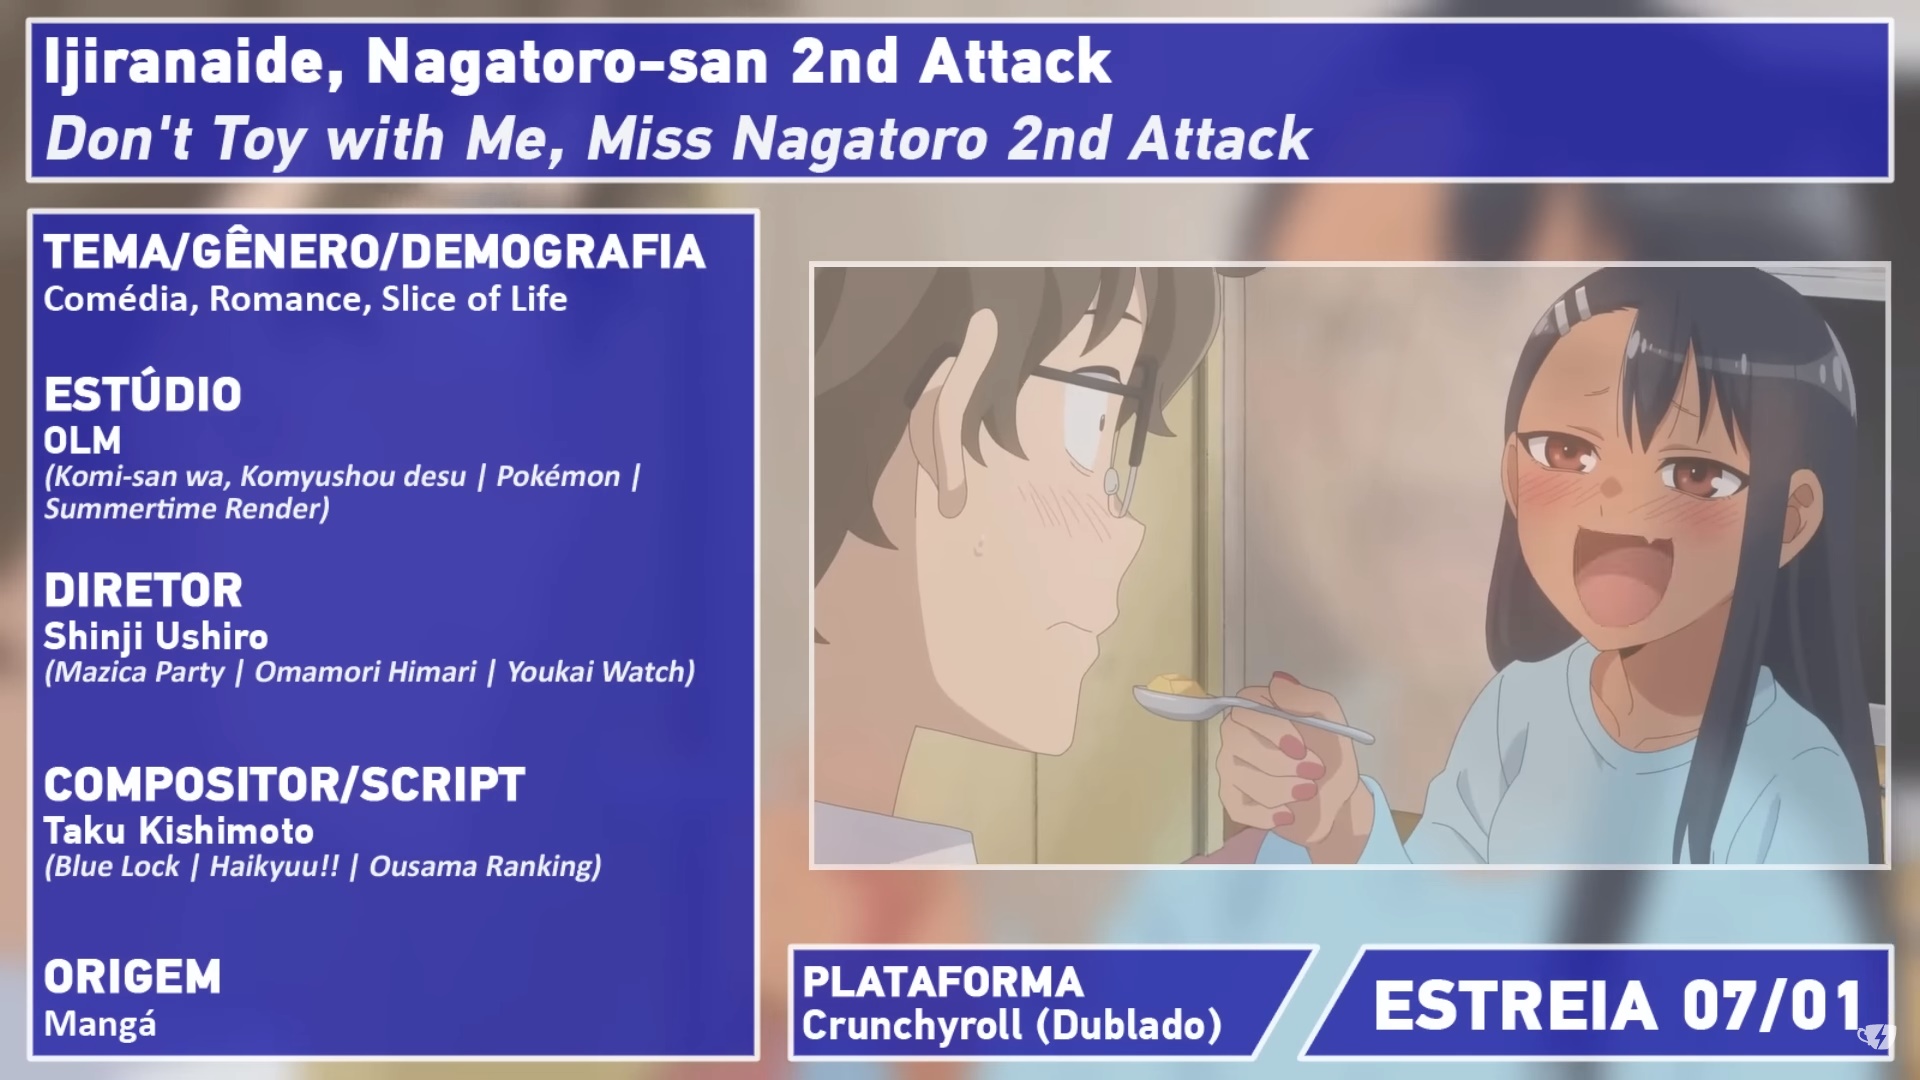 Ijiranaide, Nagatoro-san 2nd Attack
Don't Toy with Me, Miss Nagatoro 2nd Attack
TEMA/GÊNERO/DEMOGRAFIA
Comédia, Romance, Slice of Life
ESTÚDIO
OLM
(Komi-san wa, Komyushou desu | Pokémon |
Summertime Render)
DIRETOR
Shinji Ushiro
(Mazica Party | Omamori Himari | Youkai Watch)
COMPOSITOR/SCRIPT
Taku Kishimoto
(Blue Lock | Haikyuu!! | Ousama Ranking)
ORIGEM
Mangá
PLATAFORMA
Crunchyroll (Dublado)
ESTREIA 07/01